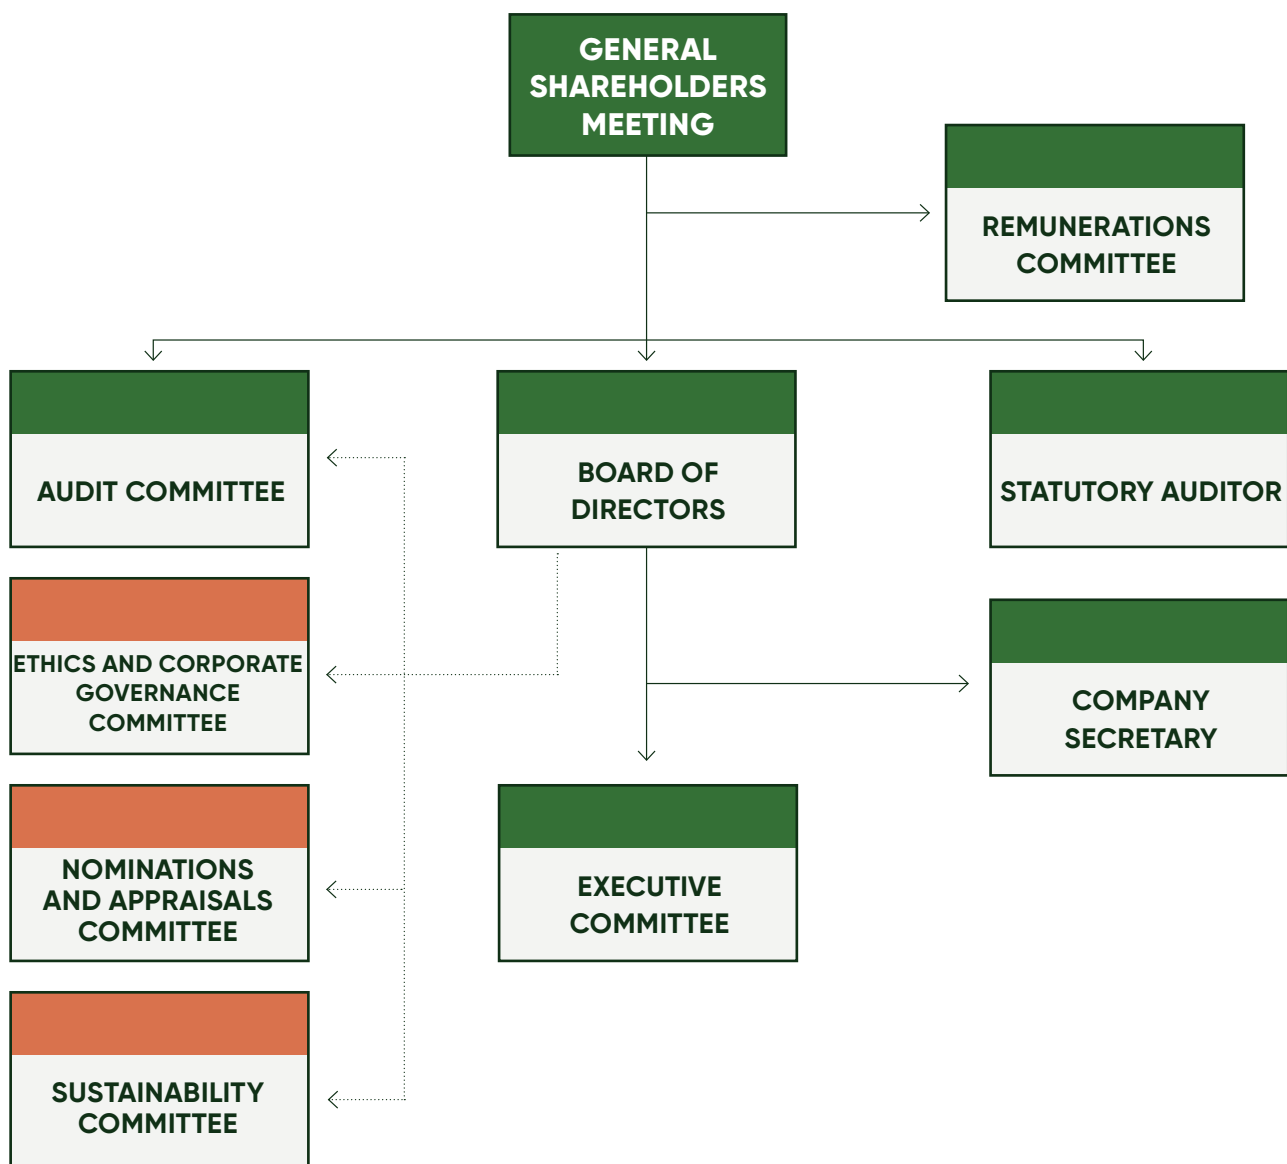 GENERAL
SHAREHOLDERS
MEETING
REMUNERATIONS
COMMITTEE
AUDIT COMMITTEE
BOARD OF
DIRECTORS
STATUTORY AUDITOR
ETHICS AND CORPORATE
GOVERNANCE
COMMITTEE
COMPANY
SECRETARY
NOMINATIONS
AND APPRAISALS
COMMITTEE
EXECUTIVE
COMMITTEE
SUSTAINABILITY
COMMITTEE